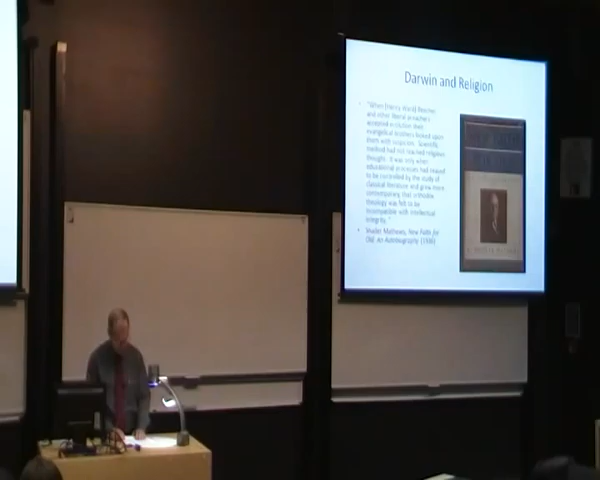 Darwin and Religion
• "When [Henry Ward] Beecher,
and other liberal preachers
accepted evolution their
evangelical brothers looked upon
them with suspicion. Scientific
method had not reached religious
thought. It was only when
educational processes had ceased
to be controlled by the study of
classical literature and grew more
contemporary, that orthodox
theology was felt to be
incompatible with intellectual
integrity."
• Shailer Mathews, New Faith for
Old: An Autobiography (1936)